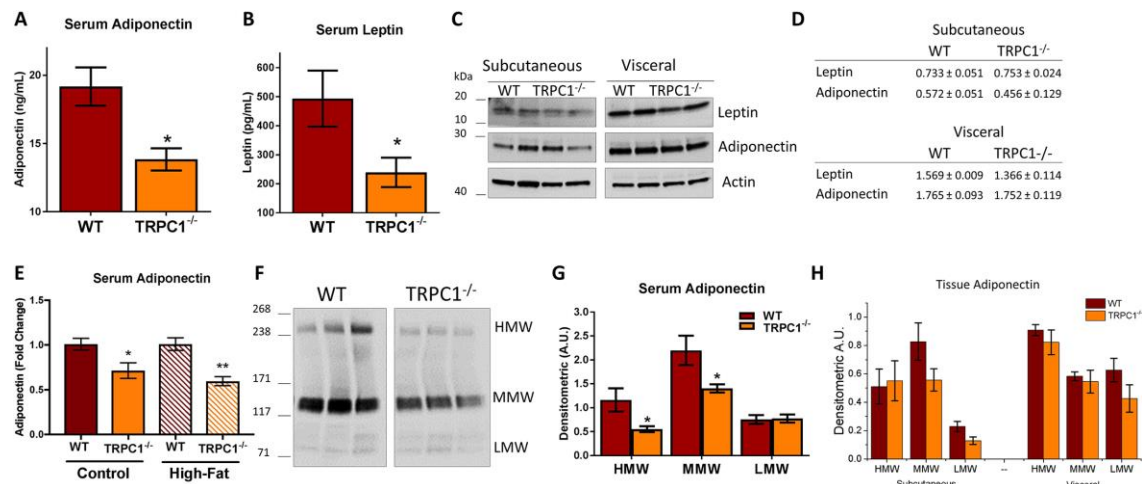 A
Serum Adiponectin
Adiponectin (ng/mL)
20
15
10
*
WT
TRPC1-/-
B
Serum Leptin
Leptin (pg/mL)
600
500
400
300
200
100
*
WT
TRPC1-/-
C
kDa
Subcutaneous
Visceral
WT TRPC1-/-
WT TRPC1-/-
20
10
Leptin
30
Adiponectin
40
Actin
D
Subcutaneous
WT TRPC1-/-
Leptin 0.733 ± 0.051 0.753 ± 0.024
Adiponectin 0.572 ± 0.051 0.456 ± 0.129
Visceral
WT TRPC1-/-
Leptin 1.569 ± 0.009 1.366 ± 0.114
Adiponectin 1.765 ± 0.093 1.752 ± 0.119
E
Serum Adiponectin
Adiponectin (Fold Change)
1.5
1.0
0.5
0.0
*
**
WT TRPC1-/- WT TRPC1-/-
Control High-Fat
F
WT TRPC1-/-
268
238
171
117
71
HMW
MMW
LMW
G
Serum Adiponectin
WT
TRPC1-/-
Densitometric (A.U.)
2.5
2.0
1.5
1.0
0.5
0.0
*
*
HMW MMW LMW
H
Tissue Adiponectin
WT
TRPC1-/
Densitometric A.U.
1.0
0.8
0.6
0.4
0.2
0.0
HMW MMW LMW -- HMW MMW LMW
Subcutaneous Visceral